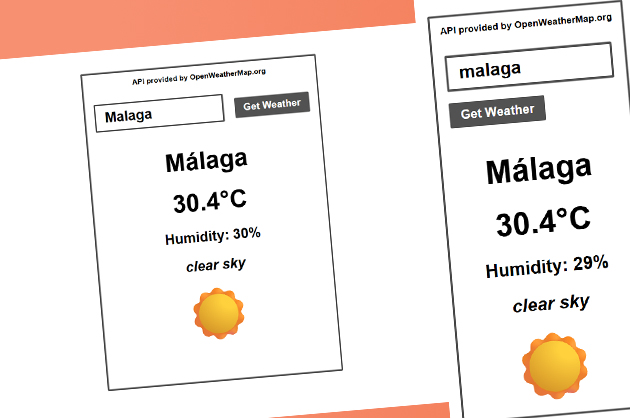 API provided by OpenWeatherMap.org
Malaga
Get Weather
Málaga
30.4°C
Humidity: 30%
clear sky
API provided by OpenWeatherMap.org
malaga
Get Weather
Málaga
30.4°C
Humidity: 29%
clear sky